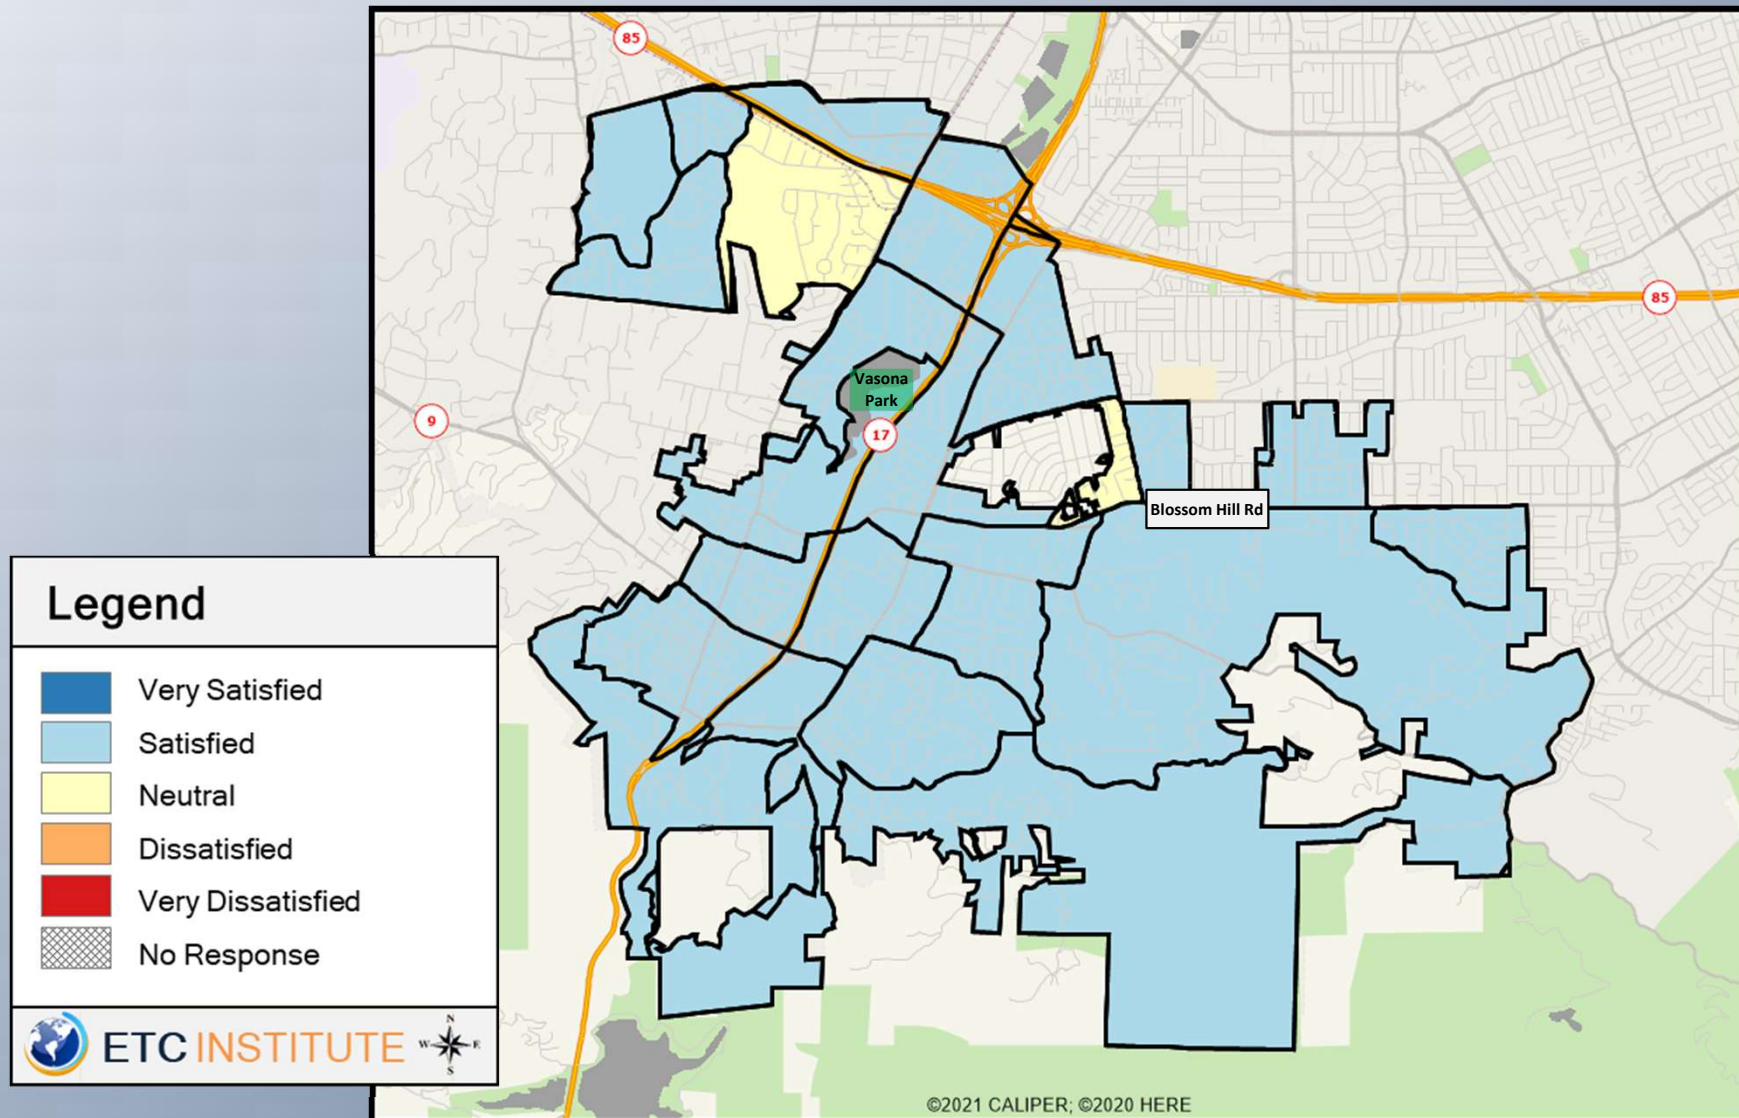 85
85
Vasona
Park
9
17
Blossom Hill Rd
Legend
Very Satisfied
Satisfied
Neutral
Dissatisfied
Very Dissatisfied
No Response
ETC INSTITUTE
N
W E
S
©2021 CALIPER; ©2020 HERE